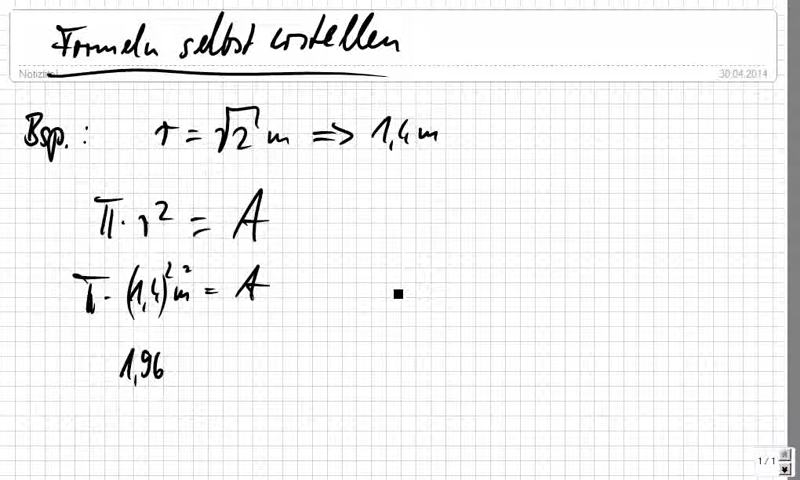 Formeln selbst erstellen
Notiztitel
30.04.2014
Bsp.: r = √2 m => 1,4 m
π · r² = A
π · (1,4)² m² = A
1,96
1 / 1